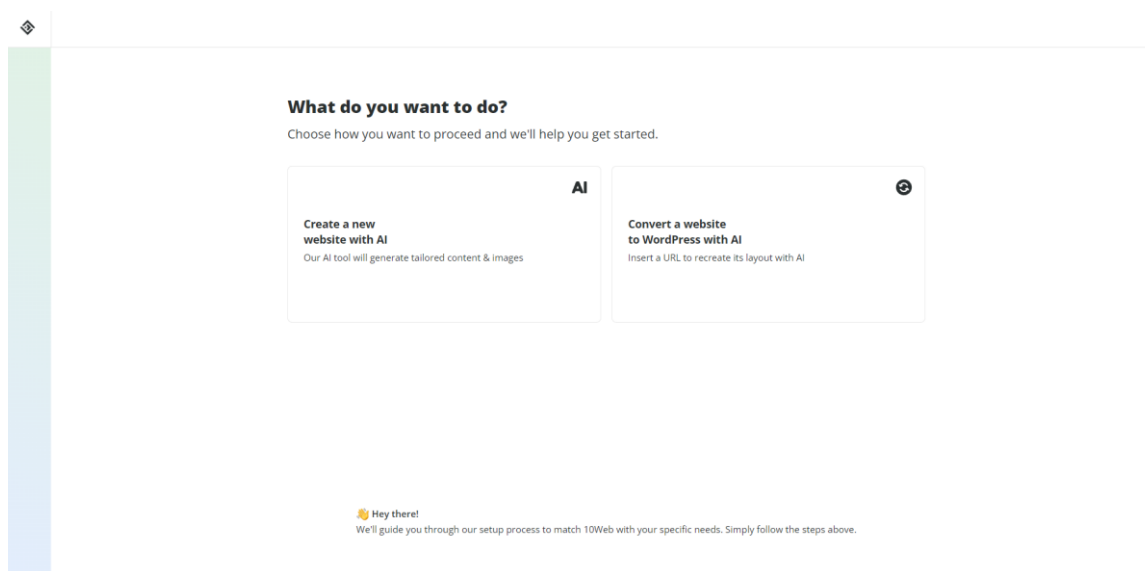 What do you want to do?
Choose how you want to proceed and we'll help you get started.
AI
Create a new
website with AI
Our AI tool will generate tailored content & images
Convert a website
to WordPress with AI
Insert a URL to recreate its layout with AI
👋 Hey there!
We'll guide you through our setup process to match 10Web with your specific needs. Simply follow the steps above.